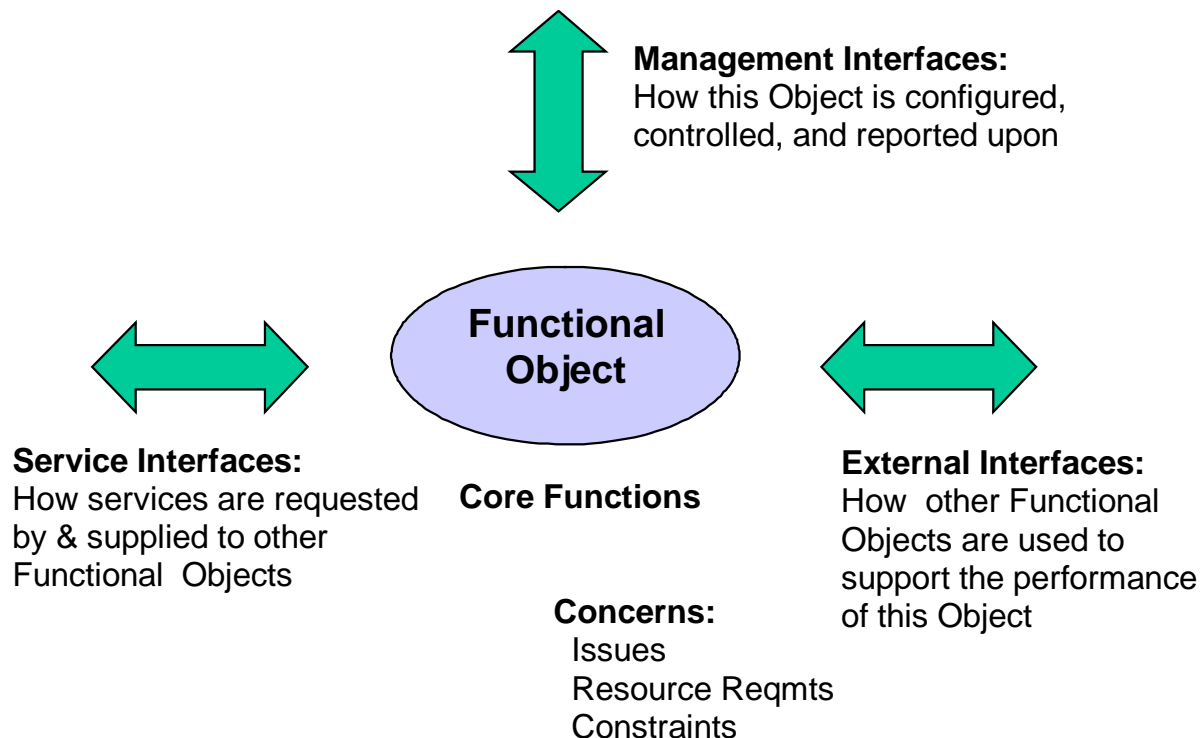 Management Interfaces:
How this Object is configured,
controlled, and reported upon
Functional
Object
Service Interfaces:
How services are requested
by & supplied to other
Functional Objects
Core Functions
External Interfaces:
How other Functional
Objects are used to
support the performance
of this Object
Concerns:
Issues
Resource Reqmts
Constraints